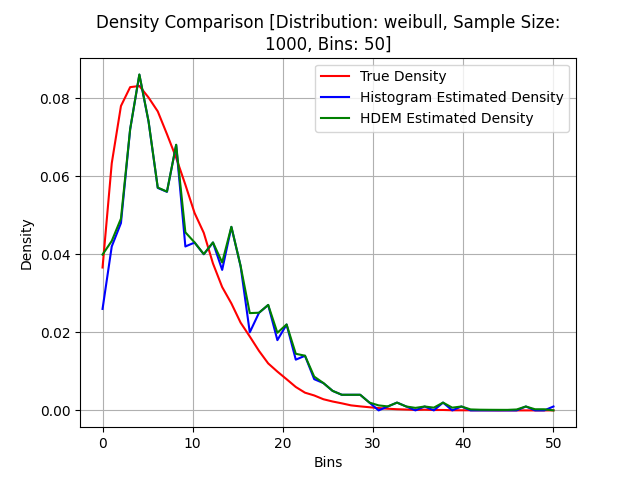 Density Comparison [Distribution: weibull, Sample Size:
1000, Bins: 50]
True Density
Histogram Estimated Density
HDEM Estimated Density
Density
0.08
0.06
0.04
0.02
0.00
0 10 20 30 40 50
Bins